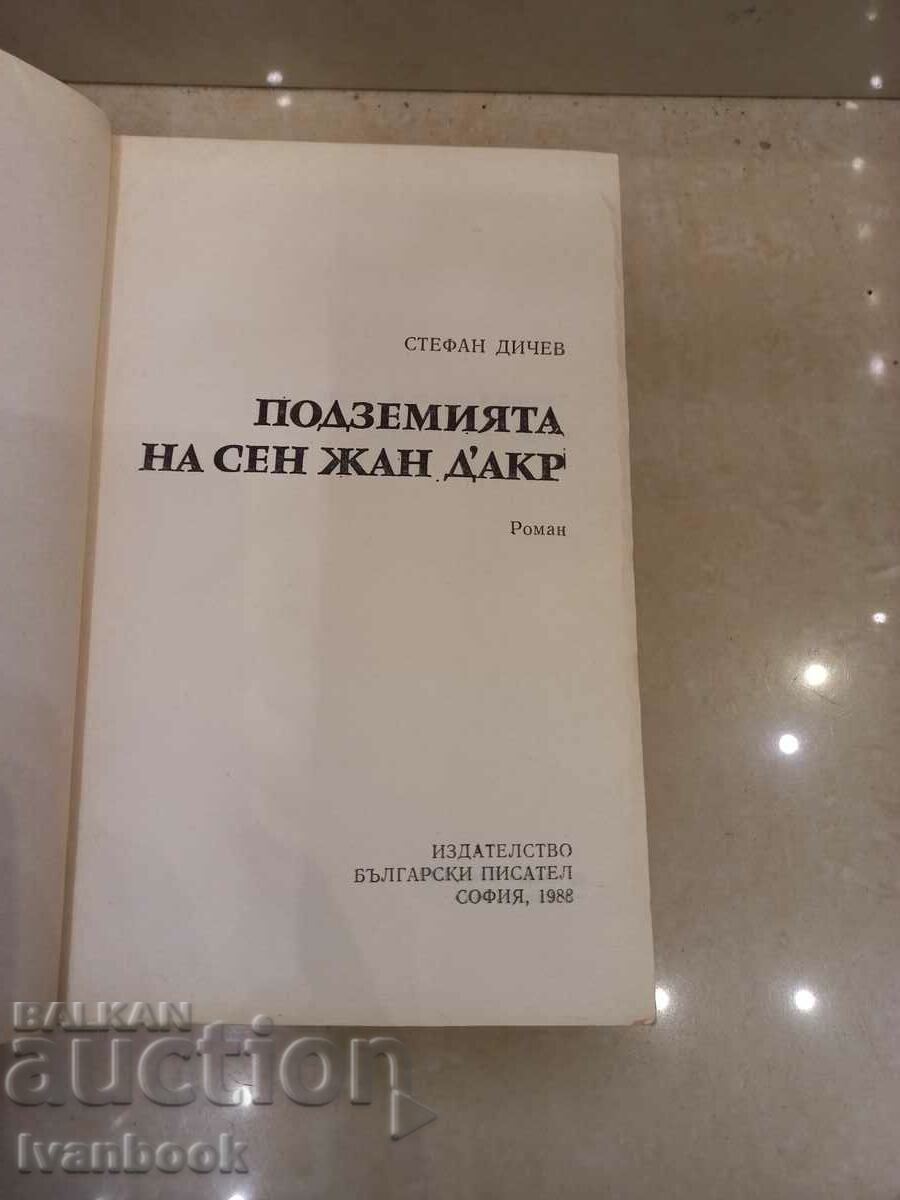 СТЕФАН ДИЧЕВ
ПОДЗЕМИЯТА
НА СЕН ЖАН Д'АКР
Роман
ИЗДАТЕЛСТВО
БЪЛГАРСКИ ПИСАТЕЛ
СОФИЯ, 1988
BALKAN
auction
Ivanbook